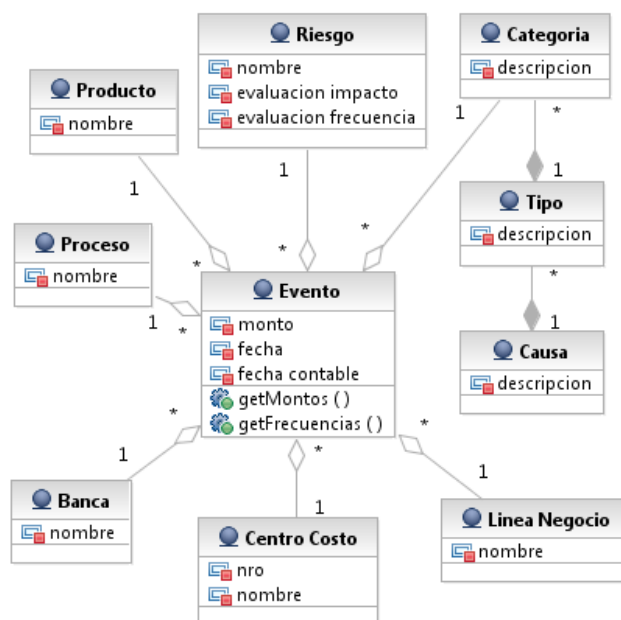 Riesgo
nombre
evaluacion impacto
evaluacion frecuencia
Categoria
descripcion
Producto
nombre
1
*
1
1
1
Tipo
descripcion
Proceso
nombre
*
*
*
*
1
*
1
Evento
monto
fecha
fecha contable
getMontos ( )
getFrecuencias ( )
Causa
descripcion
*
*
*
1
1
1
Banca
nombre
Centro Costo
nro
nombre
Linea Negocio
nombre